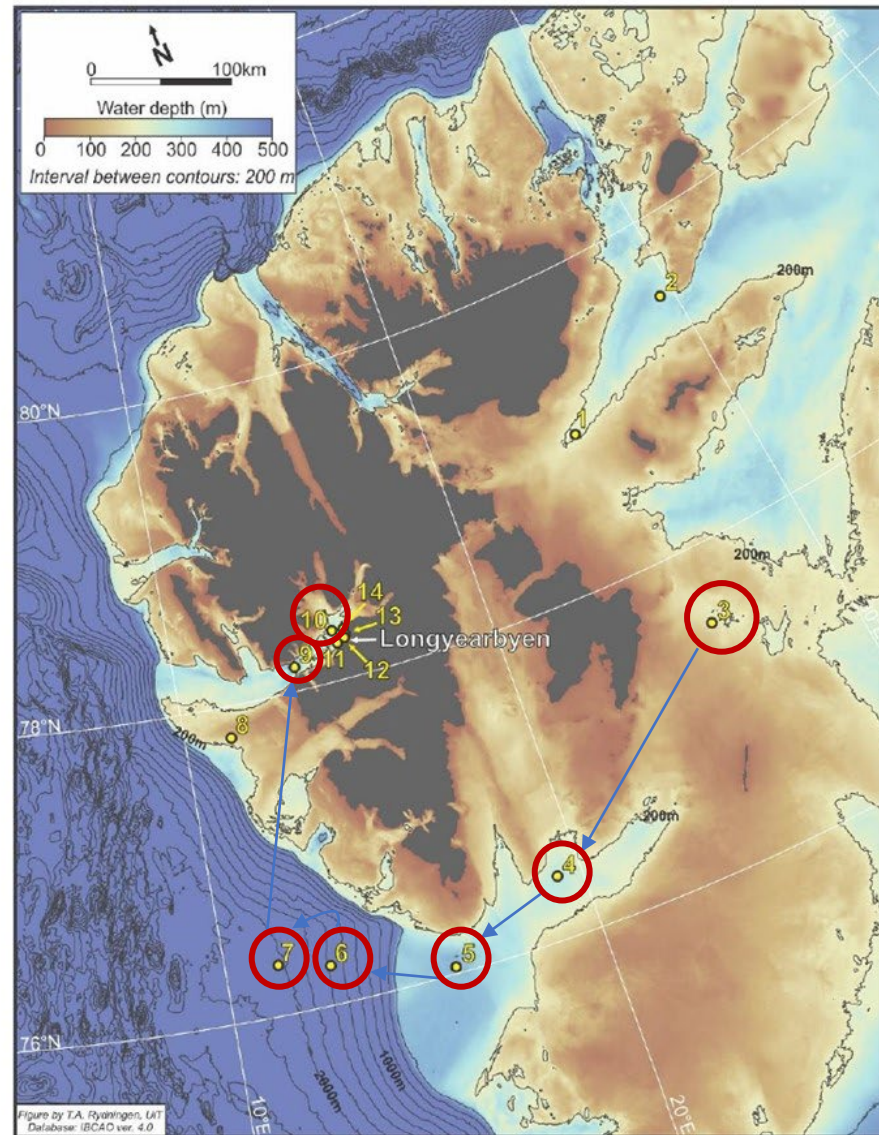 N
0 100km
Water depth (m)
0 100 200 300 400 500
Interval between contours: 200 m
30°E
2
200m
80°N
1
200m
3
14
10
13
Longyearbyen
9
11
12
78°N
8
200m
200m
4
7
6
5
76°N
2000m
1000m
10°E
20°E
Figure by T.A. Rydningen, UiT
Database: IBCAO ver. 4.0